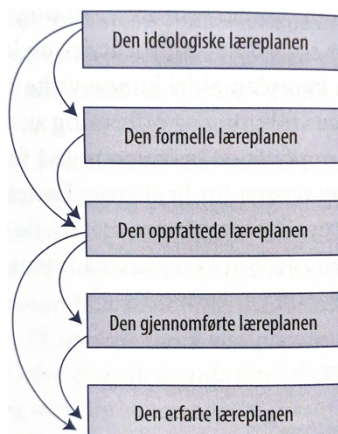 Den ideologiske læreplanen
Den formelle læreplanen
Den oppfattede læreplanen
Den gjennomførte læreplanen
Den erfarte læreplanen